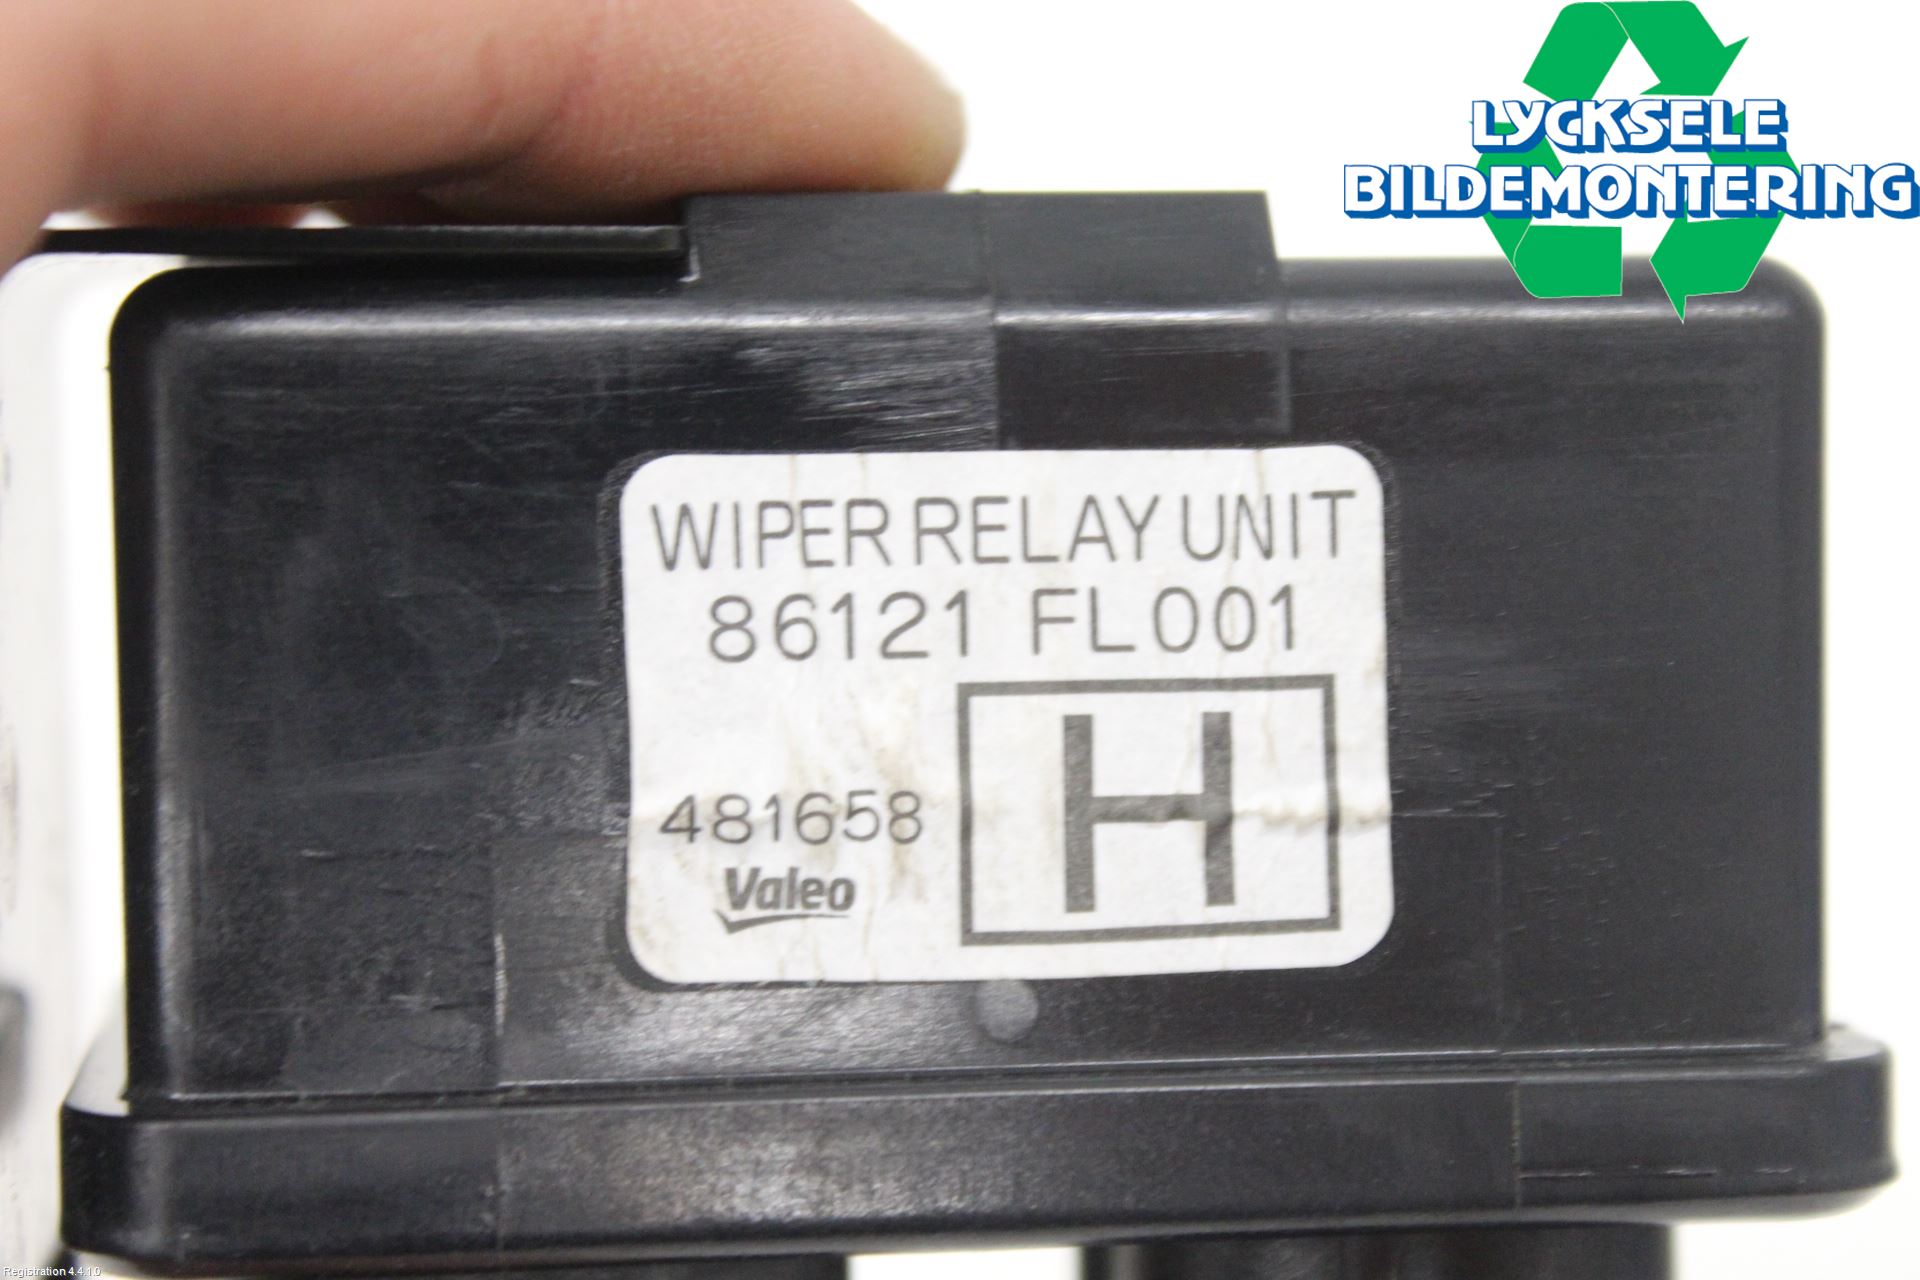 LYCKSELE
BILDEMONTERING
WIPER RELAY UNIT
86121 FL001
H
481658
Valeo
Registration 4.4.1.0